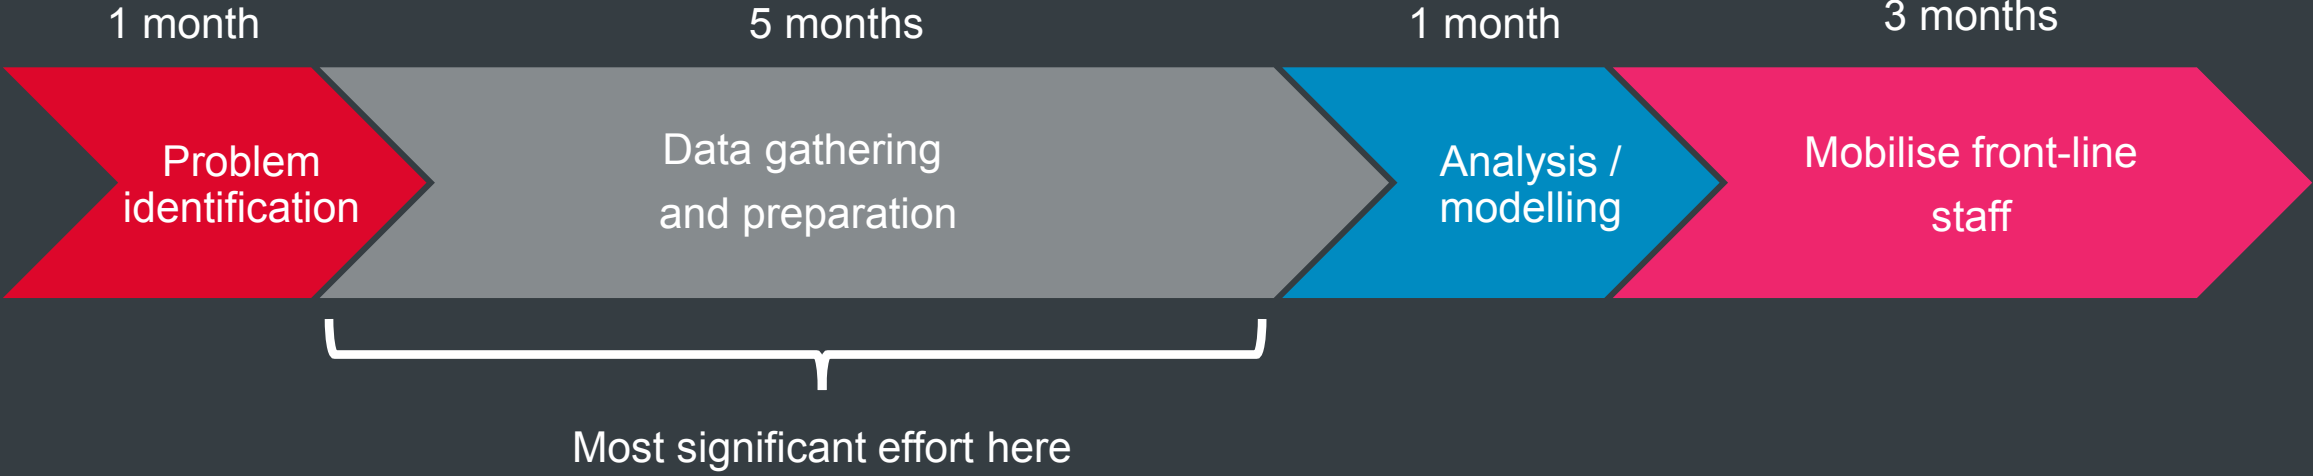 1 month
5 months
1 month
3 months
Problem
identification
Data gathering
and preparation
Analysis /
modelling
Mobilise front-line
staff
Most significant effort here